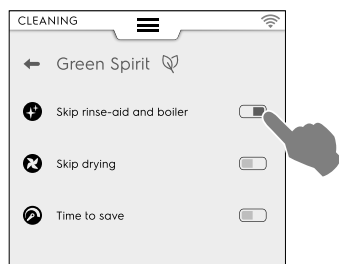 CLEANING
Green Spirit
Skip rinse-aid and boiler
Skip drying
Time to save